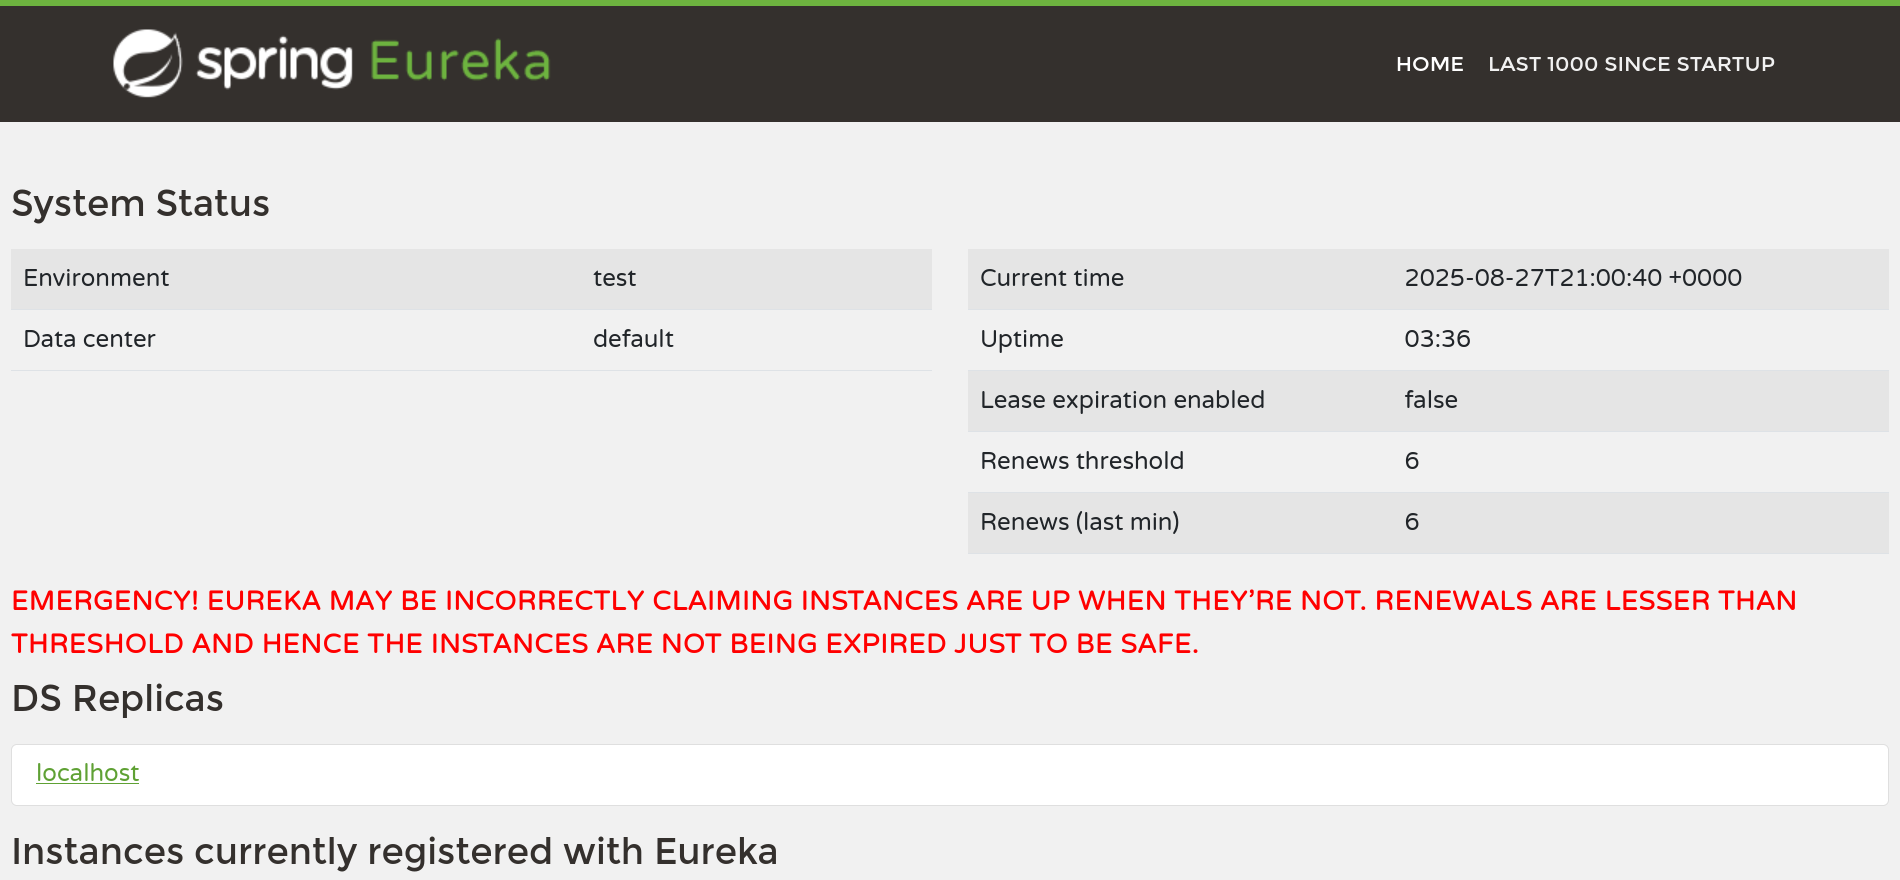 spring Eureka
HOME LAST 1000 SINCE STARTUP
System Status
Environment test
Data center default
Current time 2025-08-27T21:00:40 +0000
Uptime 03:36
Lease expiration enabled false
Renews threshold 6
Renews (last min) 6
EMERGENCY! EUREKA MAY BE INCORRECTLY CLAIMING INSTANCES ARE UP WHEN THEY’RE NOT. RENEWALS ARE LESSER THAN
THRESHOLD AND HENCE THE INSTANCES ARE NOT BEING EXPIRED JUST TO BE SAFE.
DS Replicas
localhost
Instances currently registered with Eureka